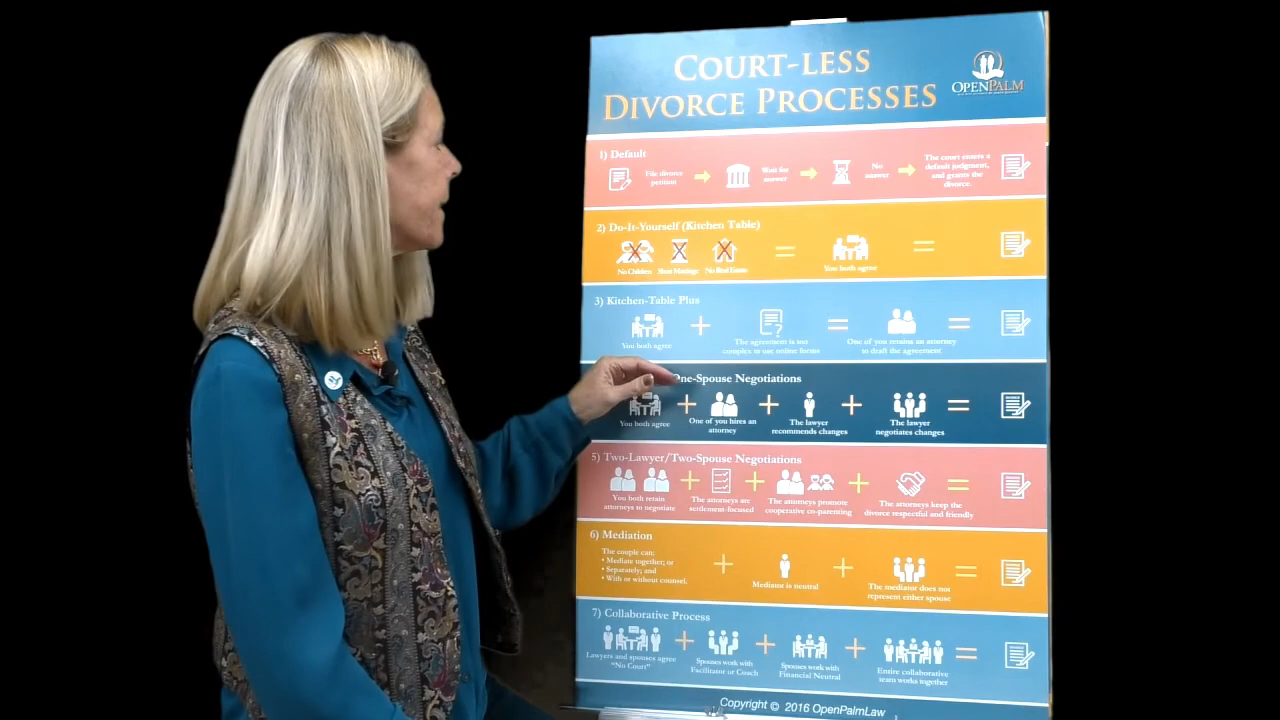 COURT-LESS
DIVORCE PROCESSES
OPENPALM
1) Default
File divorce
petition
Wait for
answer
No
answer
The court enters a
default judgment,
and grants the
divorce.
2) Do-It-Yourself (Kitchen Table)
No Children
Short Marriage
No Real Estate
You both agree
3) Kitchen-Table Plus
You both agree
The agreement is too
complex to use online forms
One of you retains an attorney
to draft the agreement
One-Spouse Negotiations
You both agree
One of you hires an
attorney
The lawyer
recommends changes
The lawyer
negotiates changes
5) Two-Lawyer/Two-Spouse Negotiations
You both retain
attorneys to negotiate
The attorneys are
settlement-focused
The attorneys promote
cooperative co-parenting
The attorneys keep the
divorce respectful and friendly
6) Mediation
The couple can:
• Mediate together; or
• Separately; and
• With or without counsel.
Mediator is neutral
The mediator does not
represent either spouse
7) Collaborative Process
Lawyers and spouses agree
"No Court"
Spouses work with
Facilitator or Coach
Spouses work with
Financial Neutral
Entire collaborative
team works together
Copyright © 2016 OpenPalmLaw